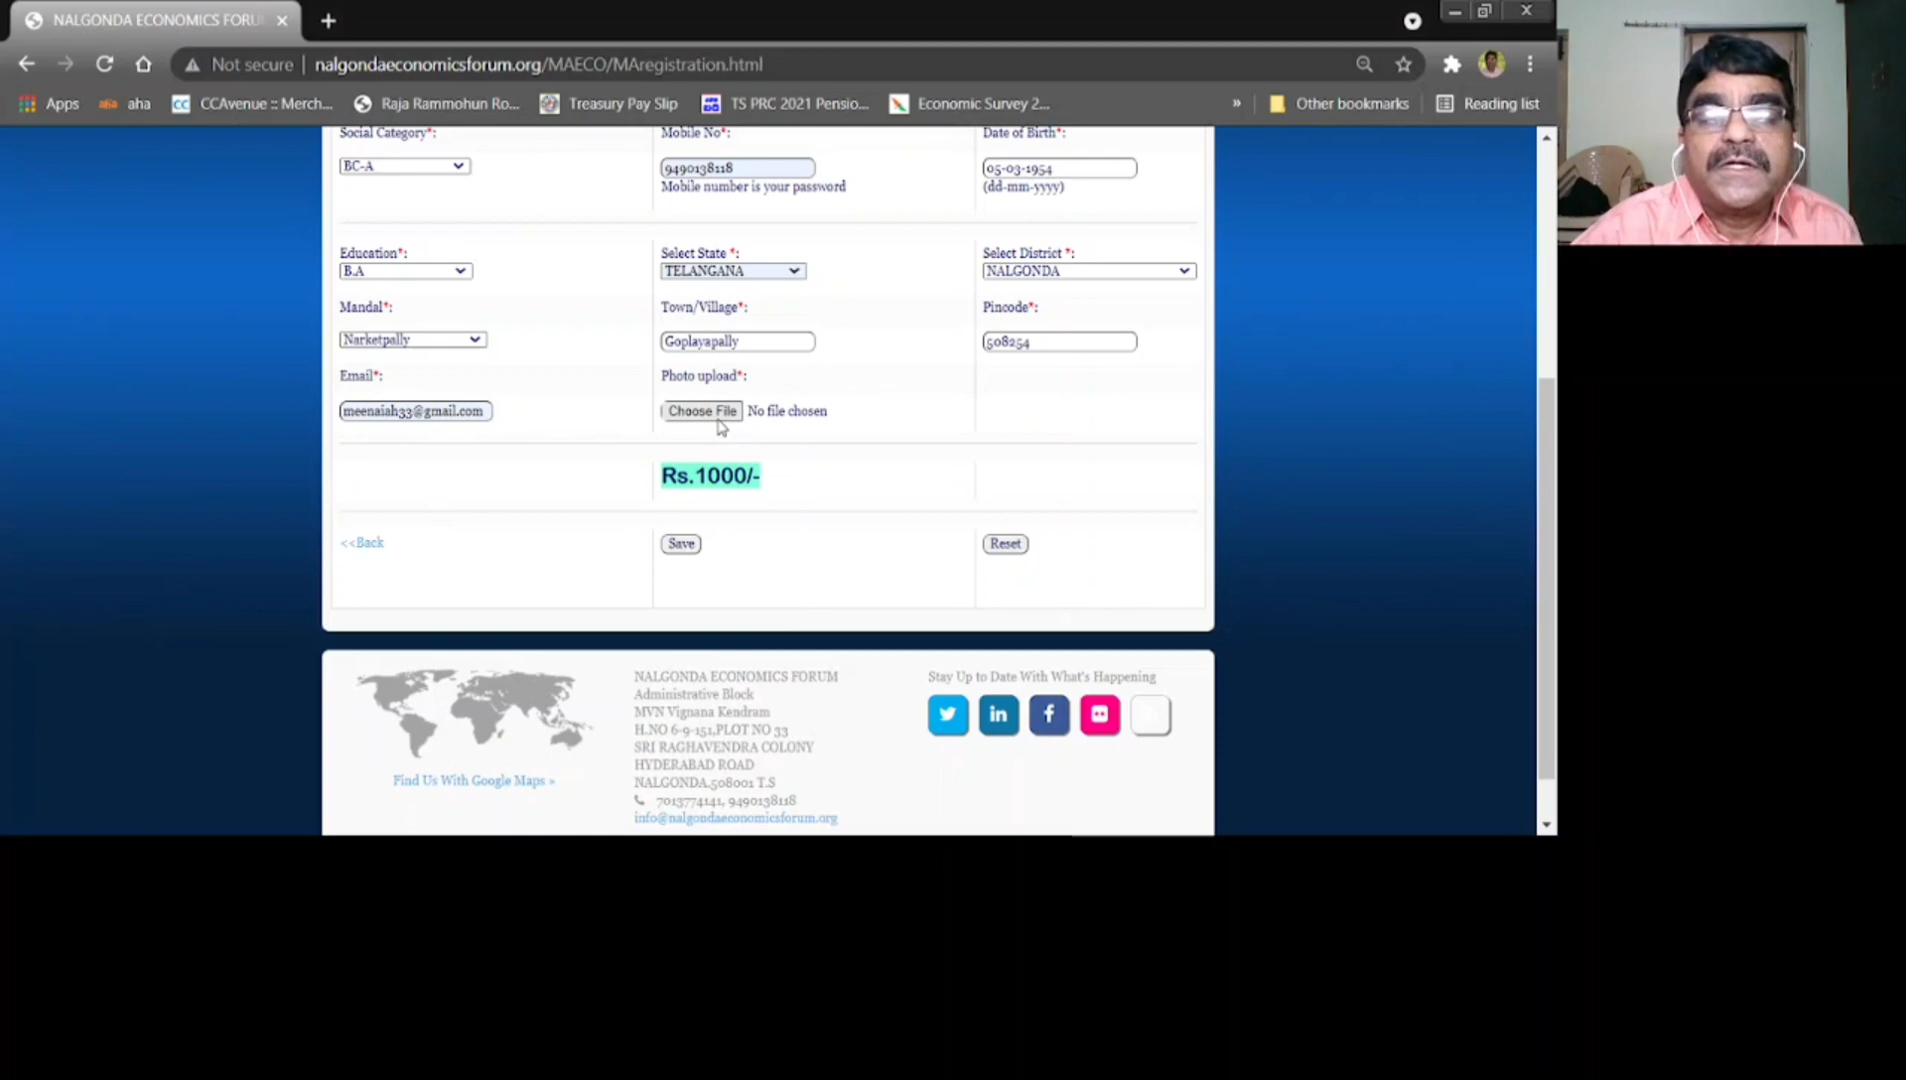 NALGONDA ECONOMICS FORU
Not secure nalgondaeconomicsforum.org/MAECO/MAregistration.html
Apps aha CCAvenue :: Merch... Raja Rammohun Ro... Treasury Pay Slip TS PRC 2021 Pensio... Economic Survey 2... » Other bookmarks Reading list
Social Category*: Mobile No*: Date of Birth*:
BC-A 9490138118 05-03-1954
Mobile number is your password (dd-mm-yyyy)
Education*: Select State *: Select District *:
B.A TELANGANA NALGONDA
Mandal*: Town/Village*: Pincode*:
Narketpally Goplayapally 508254
Email*: Photo upload*:
meenaiah33@gmail.com Choose File No file chosen
Rs.1000/-
<<Back Save Reset
NALGONDA ECONOMICS FORUM
Administrative Block
MVN Vignana Kendram
H.NO 6-9-151,PLOT NO 33
SRI RAGHAVENDRA COLONY
HYDERABAD ROAD
NALGONDA.508001 T.S
7013774141, 9490138118
info@nalgondaeconomicsforum.org
Find Us With Google Maps »
Stay Up to Date With What's Happening